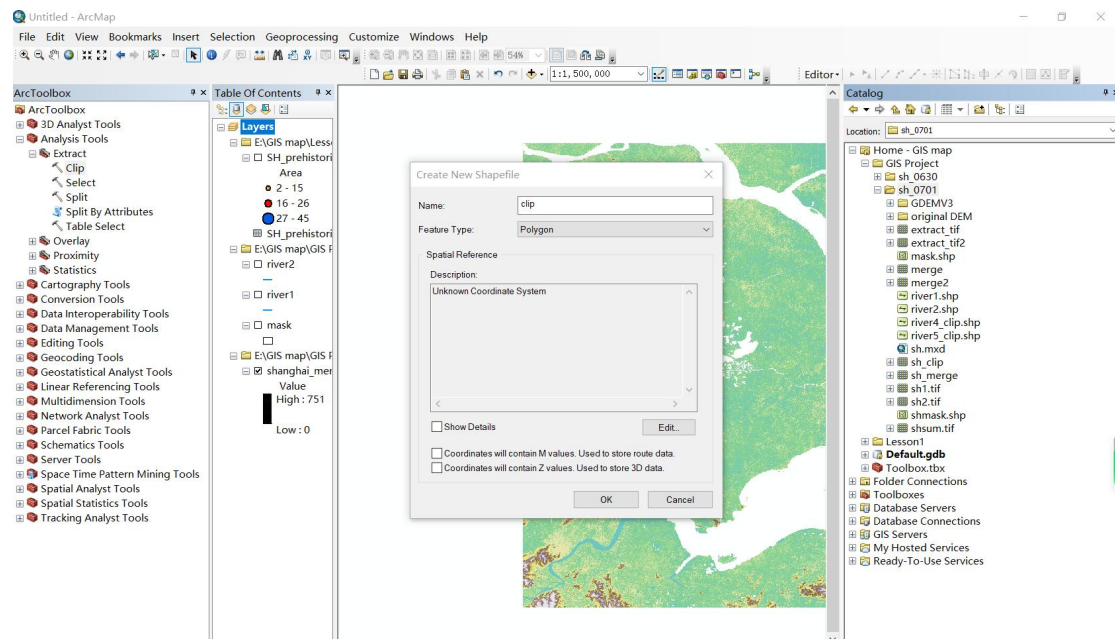 Untitled - ArcMap
File Edit View Bookmarks Insert Selection Geoprocessing Customize Windows Help
54%
1:1,500,000
Editor
ArcToolbox
ArcToolbox
3D Analyst Tools
Analysis Tools
Extract
Clip
Select
Split
Split By Attributes
Table Select
Overlay
Proximity
Statistics
Cartography Tools
Conversion Tools
Data Interoperability Tools
Data Management Tools
Editing Tools
Geocoding Tools
Geostatistical Analyst Tools
Linear Referencing Tools
Multidimension Tools
Network Analyst Tools
Parcel Fabric Tools
Schematics Tools
Server Tools
Space Time Pattern Mining Tools
Spatial Analyst Tools
Spatial Statistics Tools
Tracking Analyst Tools
Table Of Contents
Layers
E:\GIS map\Less
SH_prehistori
Area
2 - 15
16 - 26
27 - 45
SH_prehistori
E:\GIS map\GIS
river2
river1
mask
E:\GIS map\GIS
shanghai_mer
Value
High : 751
Low : 0
Create New Shapefile
Name:
clip
Feature Type:
Polygon
Spatial Reference
Description:
Unknown Coordinate System
Show Details
Edit...
Coordinates will contain M values. Used to store route data.
Coordinates will contain Z values. Used to store 3D data.
OK
Cancel
Catalog
Location:
sh_0701
Home - GIS map
GIS Project
sh_0630
sh_0701
GDEMV3
original DEM
extract_tif
extract_tif2
mask.shp
merge
merge2
river1.shp
river2.shp
river4_clip.shp
river5_clip.shp
sh.mxd
sh_clip
sh_merge
sh1.tif
sh2.tif
shmask.shp
shsum.tif
Lesson1
Default.gdb
Toolbox.tbx
Folder Connections
Toolboxes
Database Servers
Database Connections
GIS Servers
My Hosted Services
Ready-To-Use Services